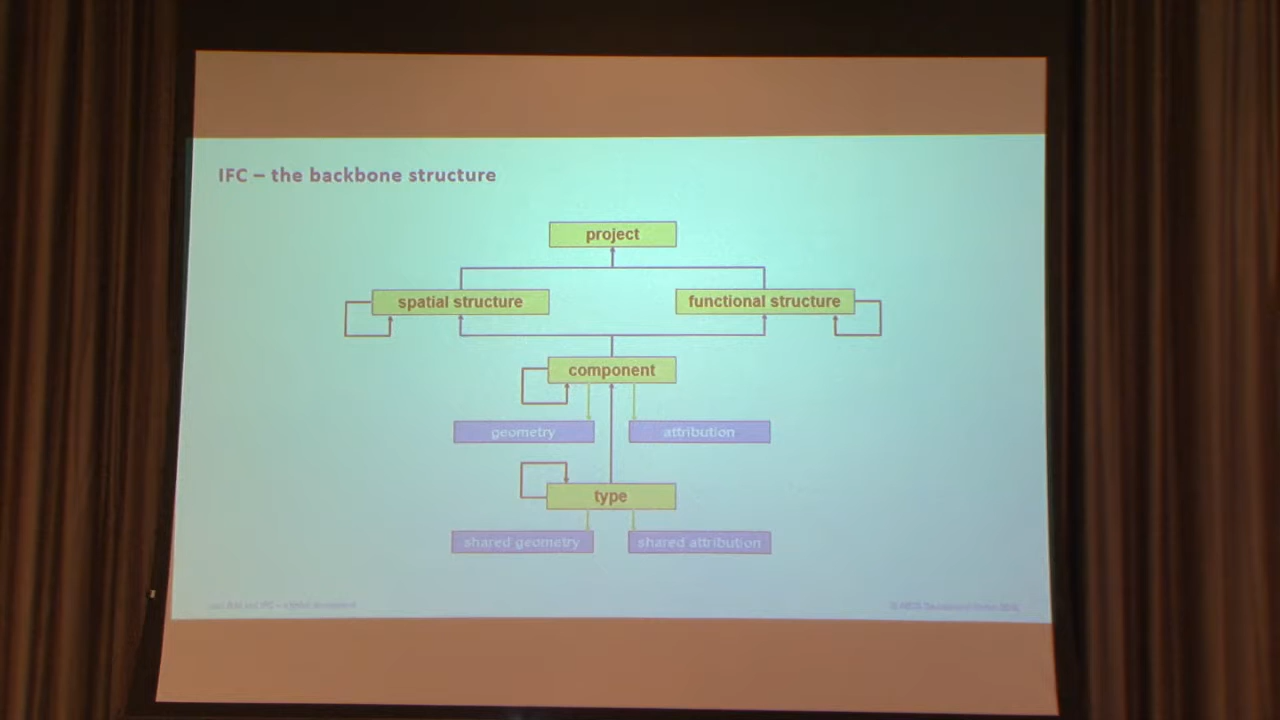 IFC – the backbone structure
project
spatial structure
functional structure
component
geometry
attribution
type
shared geometry
shared attribution